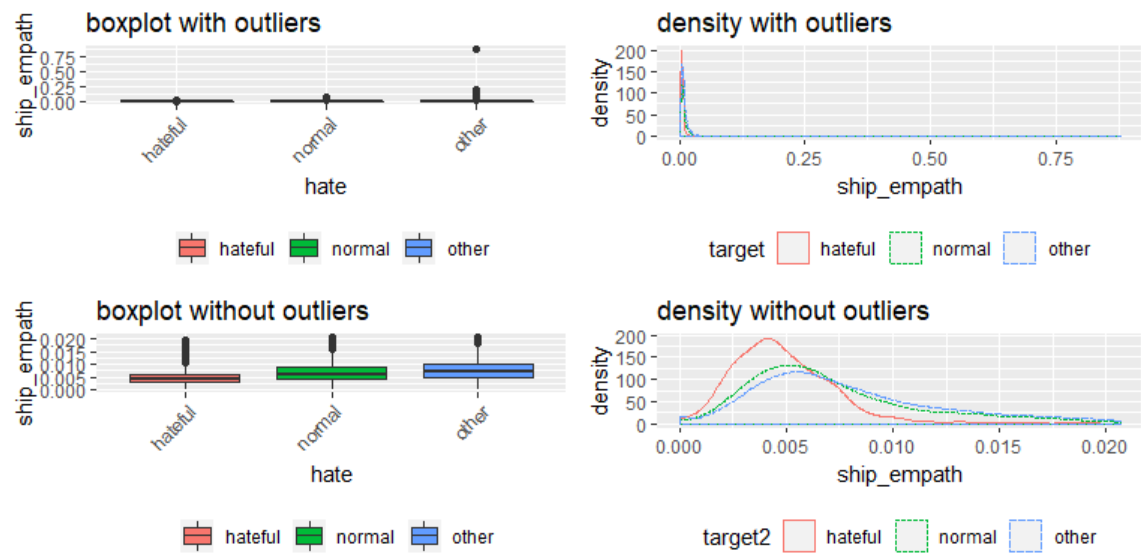 boxplot with outliers
ship_empath
0.75
0.50
0.25
0.00
hateful
normal
other
hate
hateful normal other
density with outliers
density
200
150
100
50
0
0.00 0.25 0.50 0.75
ship_empath
target hateful normal other
boxplot without outliers
ship_empath
0.020
0.015
0.010
0.005
0.000
hateful
normal
other
hate
hateful normal other
density without outliers
density
200
150
100
50
0
0.000 0.005 0.010 0.015 0.020
ship_empath
target2 hateful normal other